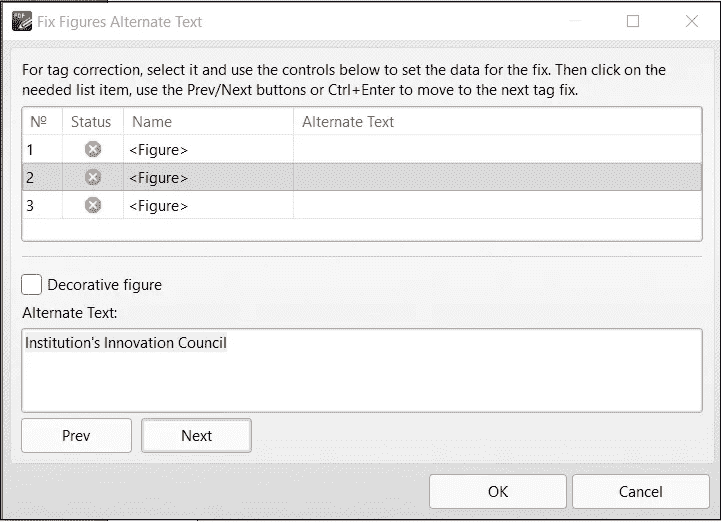 PDF
Fix Figures Alternate Text
For tag correction, select it and use the controls below to set the data for the fix. Then click on the
needed list item, use the Prev/Next buttons or Ctrl+Enter to move to the next tag fix.
Nº Status Name Alternate Text
1 <Figure>
2 <Figure>
3 <Figure>
Decorative figure
Alternate Text:
Institution's Innovation Council
Prev Next
OK Cancel